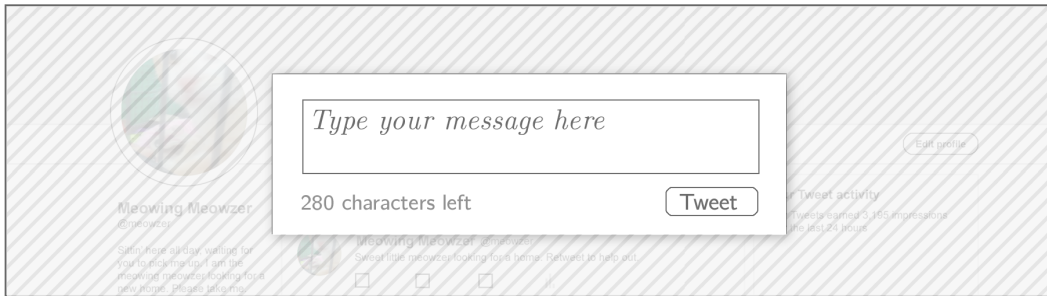 Type your message here
280 characters left
Tweet
Edit profile
Meowing Meowzer
@meowzer
Sittin' here all day, waiting for
you to pick me up. I am the
meowing meowzer looking for a
new home. Please take me
Meowing Meowzer @meowzer
Sweet little meowzer looking for a home. Retweet to help out.
Tweet activity
Tweets earned 3,195 impressions
the last 24 hours